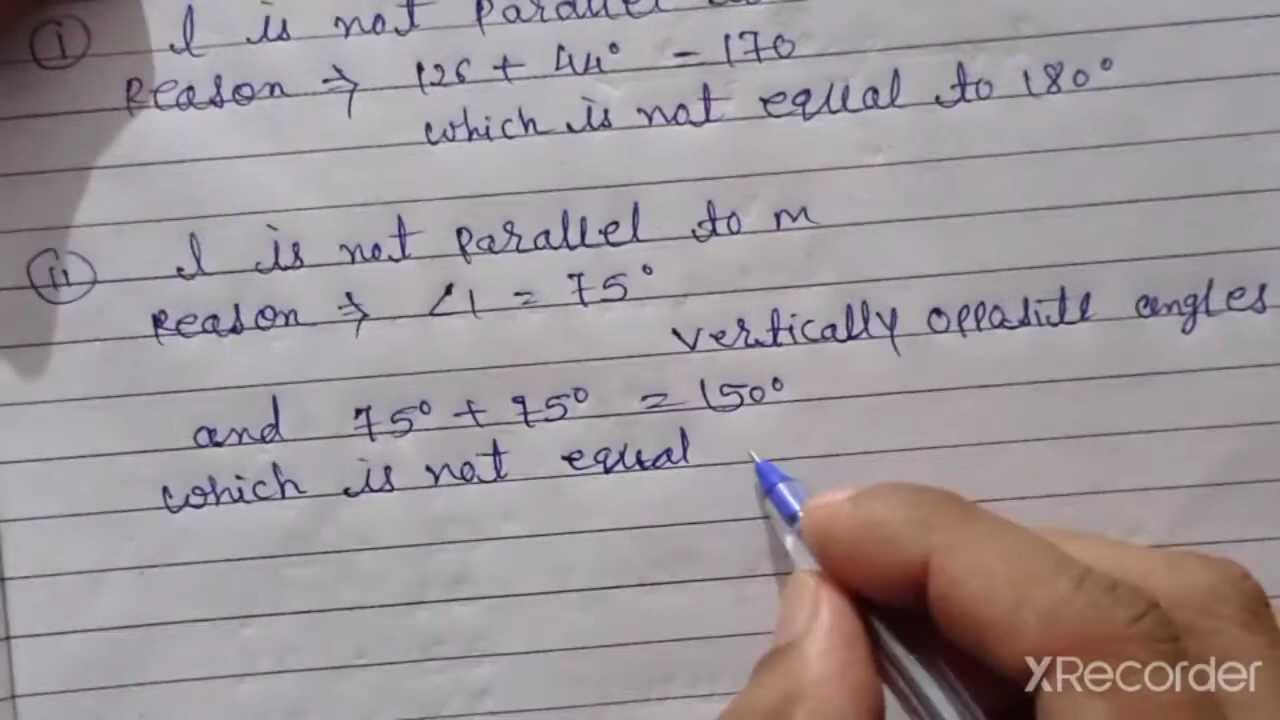 (i) l is not parallel
Reason ⇒ 126 + 44° = 170
which is not equal to 180°
(ii) l is not parallel to m
Reason ⇒ ∠1 = 75°
vertically opposite angles
and 75° + 75° = 150°
which is not equal
XRecorder